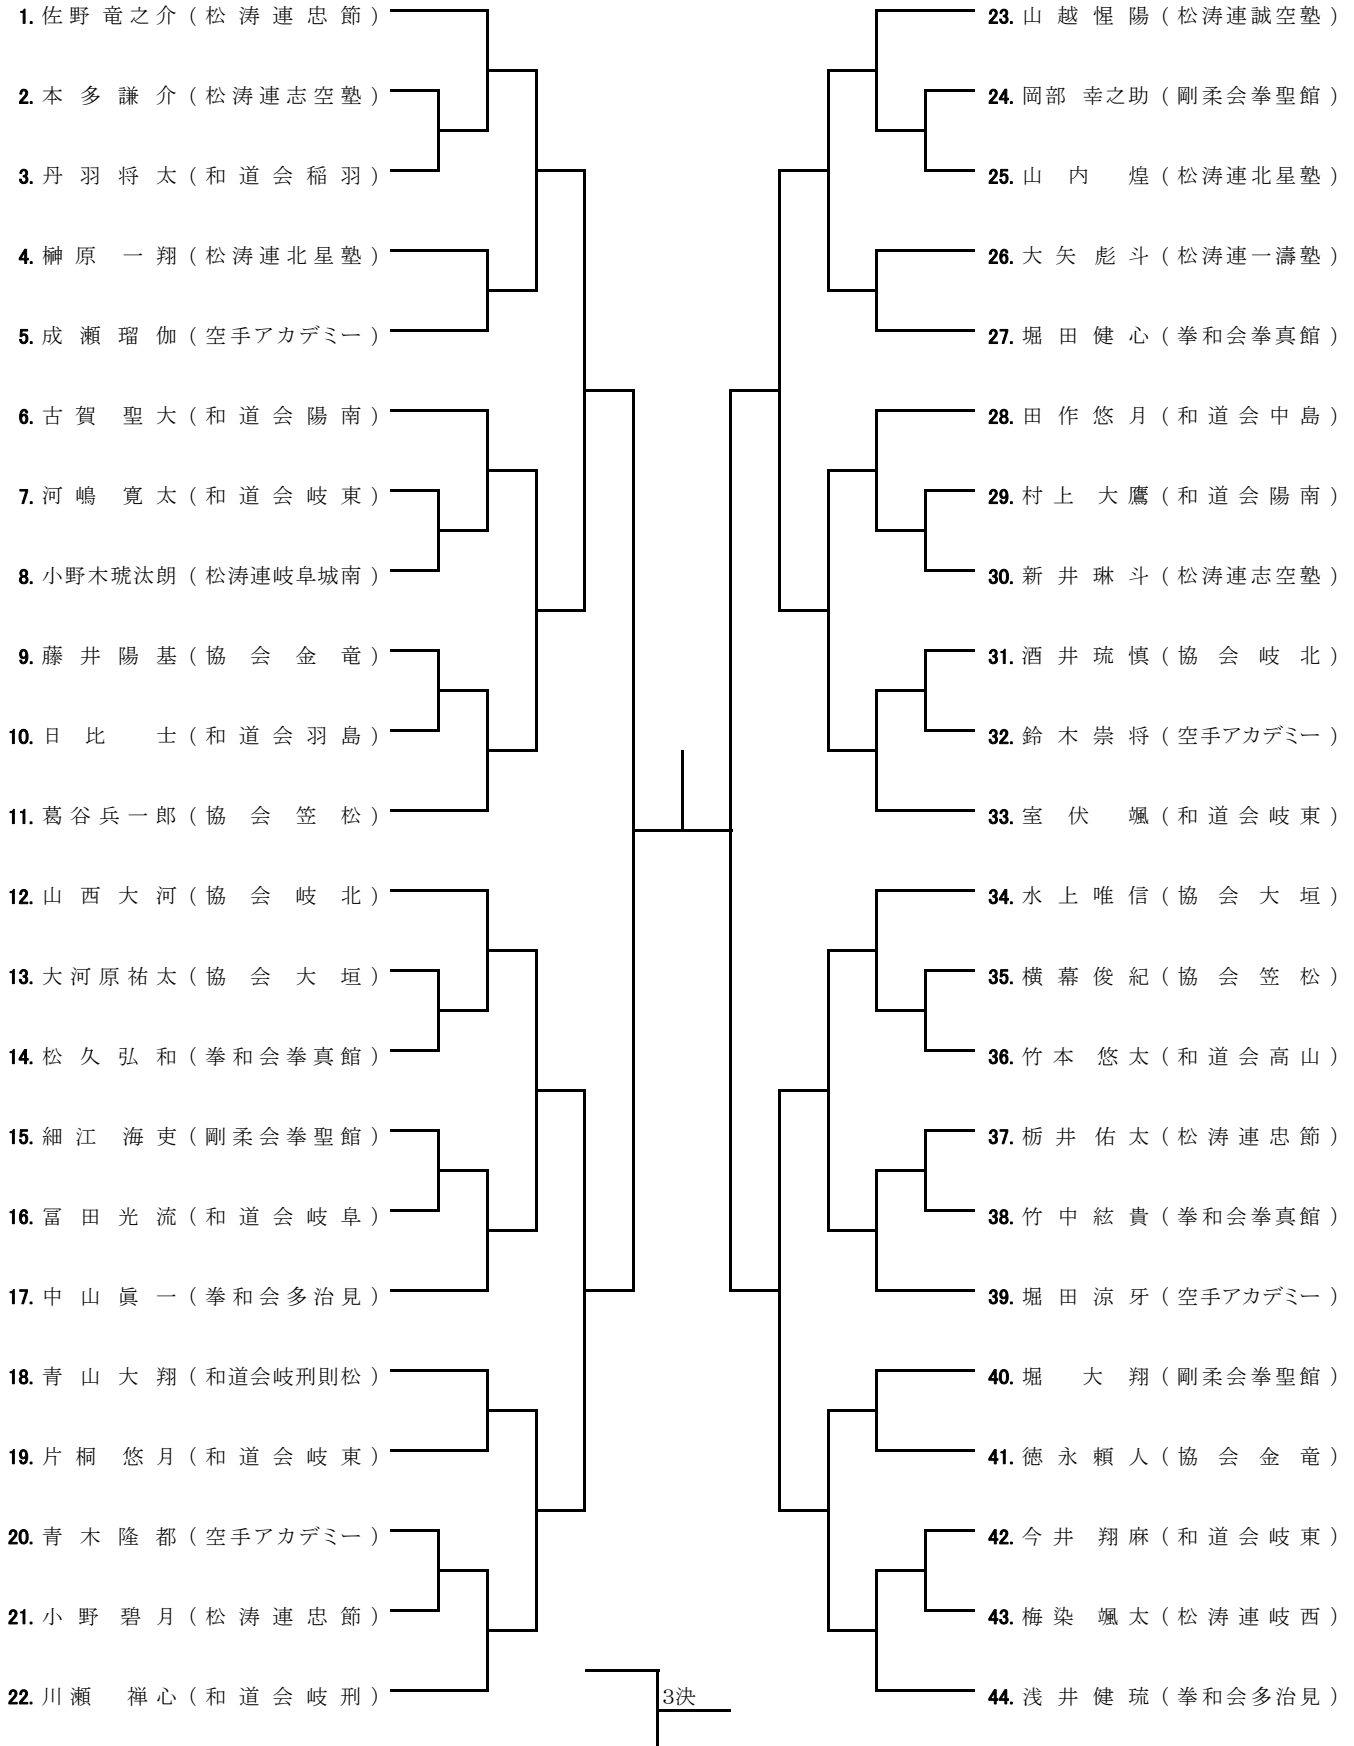 1. 佐野 竜之介 (松涛連忠節)
2. 本多謙介 (松涛連志空塾)
3. 丹羽将太 (和道会稲羽)
4. 榊原 一翔 (松涛連北星塾)
5. 成瀬瑠伽 (空手アカデミー)
6. 古賀 聖大 (和道会陽南)
7. 河嶋 寛太 (和道会岐東)
8. 小野木琥汰朗 (松涛連岐阜城南)
9. 藤井陽基 (協会金竜)
10. 日比 士 (和道会羽島)
11. 葛谷兵一郎 (協会笠松)
12. 山西大河 (協会岐北)
13. 大河原祐太 (協会大垣)
14. 松久弘和 (拳和会拳真館)
15. 細江 海吏 (剛柔会拳聖館)
16. 冨田光流 (和道会岐阜)
17. 中山眞一 (拳和会多治見)
18. 青山大翔 (和道会岐刑則松)
19. 片桐 悠月 (和道会岐東)
20. 青木隆都 (空手アカデミー)
21. 小野碧月 (松涛連忠節)
22. 川瀬 禅心 (和道会岐刑)
3決
23. 山越惺陽 (松涛連誠空塾)
24. 岡部 幸之助 (剛柔会拳聖館)
25. 山内 煌 (松涛連北星塾)
26. 大矢彪斗 (松涛連一濤塾)
27. 堀田健心 (拳和会拳真館)
28. 田作悠月 (和道会中島)
29. 村上 大鷹 (和道会陽南)
30. 新井琳斗 (松涛連志空塾)
31. 酒井琉慎 (協会岐北)
32. 鈴木崇将 (空手アカデミー)
33. 室伏 颯 (和道会岐東)
34. 水上唯信 (協会大垣)
35. 横幕俊紀 (協会笠松)
36. 竹本 悠太 (和道会高山)
37. 栃井佑太 (松涛連忠節)
38. 竹中絃貴 (拳和会拳真館)
39. 堀田涼牙 (空手アカデミー)
40. 堀 大翔 (剛柔会拳聖館)
41. 徳永頼人 (協会金竜)
42. 今井 翔麻 (和道会岐東)
43. 梅染 颯太 (松涛連岐西)
44. 浅井健琉 (拳和会多治見)